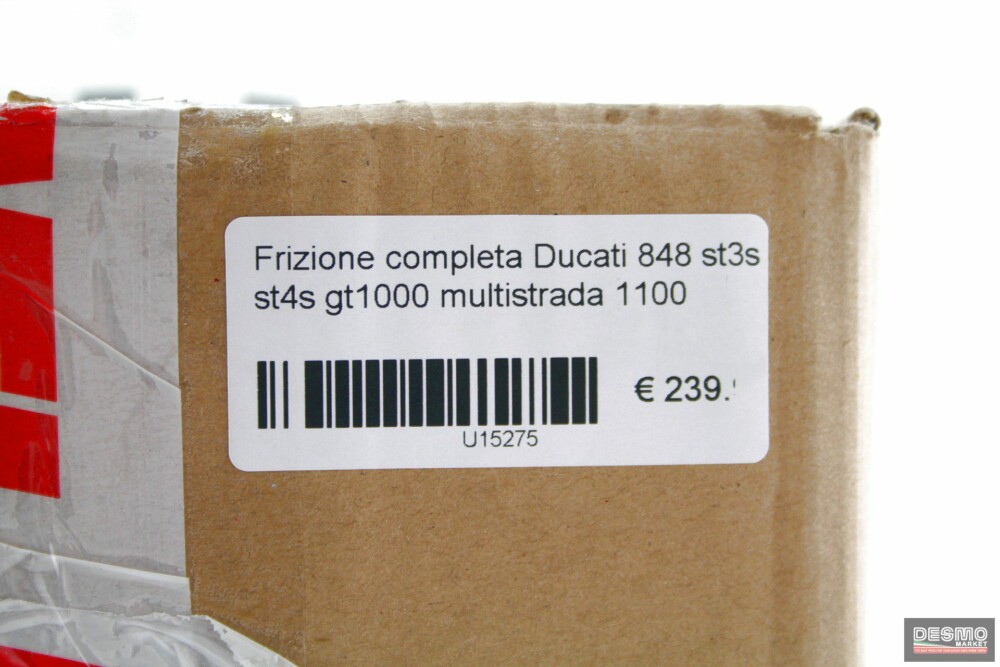 Frizione completa Ducati 848 st3s
st4s gt1000 multistrada 1100
€ 239.
U15275
DESMO
MARKET